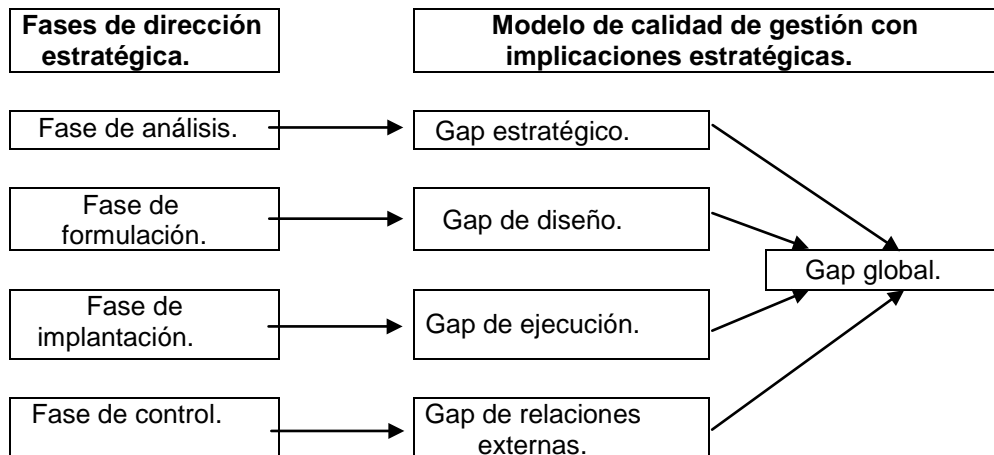 Fases de dirección
estratégica.
Modelo de calidad de gestión con
implicaciones estratégicas.
Fase de análisis.
Gap estratégico.
Fase de
formulación.
Gap de diseño.
Gap global.
Fase de
implantación.
Gap de ejecución.
Fase de control.
Gap de relaciones
externas.